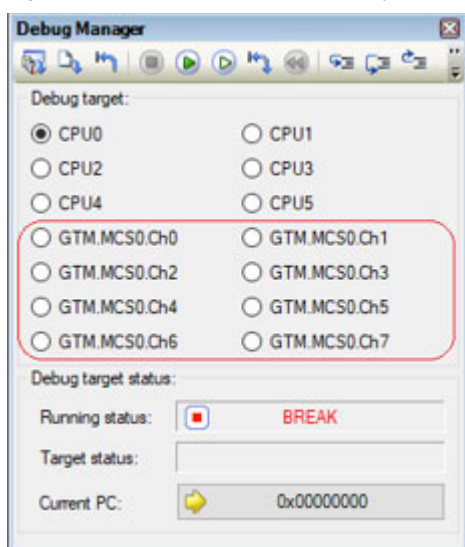 Debug Manager
Debug target:
CPU0 CPU1
CPU2 CPU3
CPU4 CPU5
GTM.MCS0.Ch0 GTM.MCS0.Ch1
GTM.MCS0.Ch2 GTM.MCS0.Ch3
GTM.MCS0.Ch4 GTM.MCS0.Ch5
GTM.MCS0.Ch6 GTM.MCS0.Ch7
Debug target status:
Running status: BREAK
Target status:
Current PC: 0x00000000